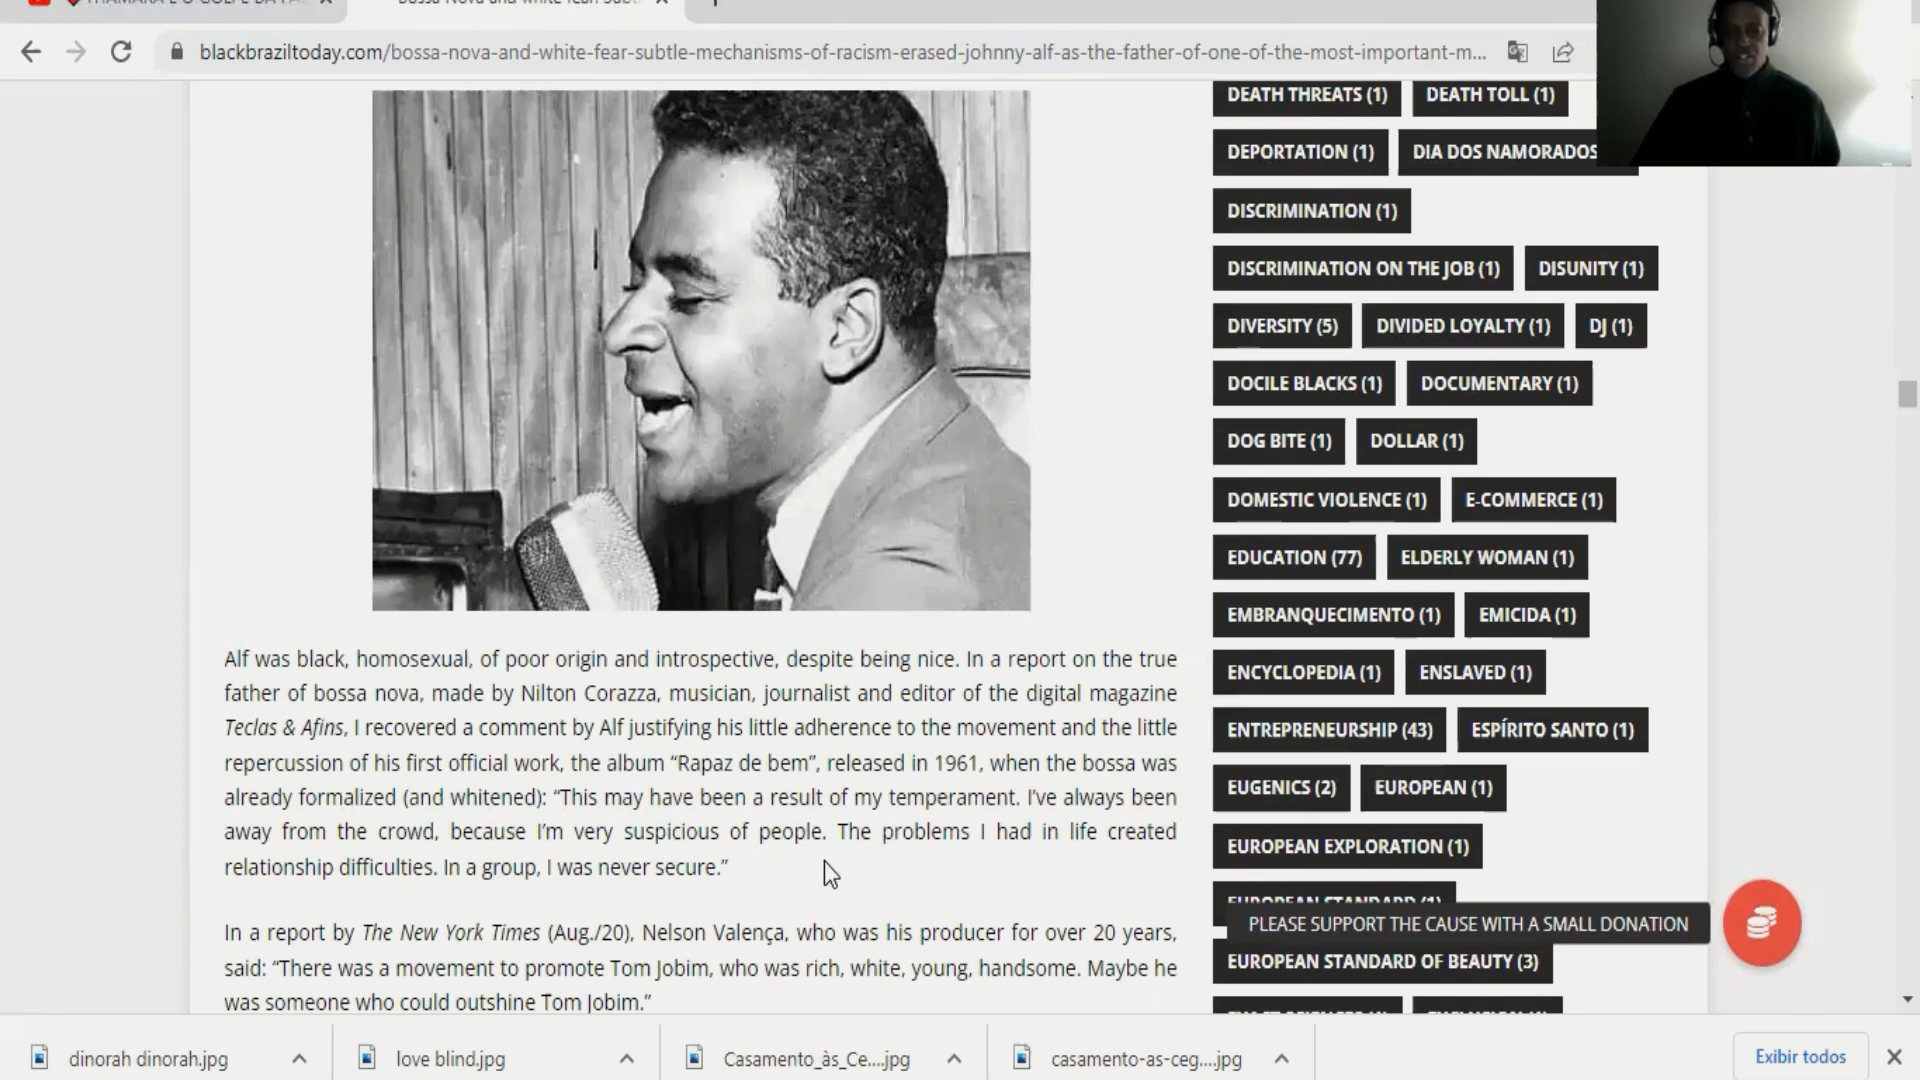 blackbraziltoday.com/bossa-nova-and-white-fear-subtle-mechanisms-of-racism-erased-johnny-alf-as-the-father-of-one-of-the-most-important-m...
Alf was black, homosexual, of poor origin and introspective, despite being nice. In a report on the true
father of bossa nova, made by Nilton Corazza, musician, journalist and editor of the digital magazine
Teclas & Afins, I recovered a comment by Alf justifying his little adherence to the movement and the little
repercussion of his first official work, the album “Rapaz de bem”, released in 1961, when the bossa was
already formalized (and whitened): “This may have been a result of my temperament. I’ve always been
away from the crowd, because I’m very suspicious of people. The problems I had in life created
relationship difficulties. In a group, I was never secure.”
In a report by The New York Times (Aug./20), Nelson Valença, who was his producer for over 20 years,
said: “There was a movement to promote Tom Jobim, who was rich, white, young, handsome. Maybe he
was someone who could outshine Tom Jobim.”
DEATH THREATS (1) DEATH TOLL (1)
DEPORTATION (1) DIA DOS NAMORADOS
DISCRIMINATION (1)
DISCRIMINATION ON THE JOB (1) DISUNITY (1)
DIVERSITY (5) DIVIDED LOYALTY (1) DJ (1)
DOCILE BLACKS (1) DOCUMENTARY (1)
DOG BITE (1) DOLLAR (1)
DOMESTIC VIOLENCE (1) E-COMMERCE (1)
EDUCATION (77) ELDERLY WOMAN (1)
EMBRANQUECIMENTO (1) EMICIDA (1)
ENCYCLOPEDIA (1) ENSLAVED (1)
ENTREPRENEURSHIP (43) ESPÍRITO SANTO (1)
EUGENICS (2) EUROPEAN (1)
EUROPEAN EXPLORATION (1)
EUROPEAN STANDARD (1)
PLEASE SUPPORT THE CAUSE WITH A SMALL DONATION
EUROPEAN STANDARD OF BEAUTY (3)
dinorah dinorah.jpg love blind.jpg Casamento_às_Ce....jpg casamento-as-ceg....jpg Exibir todos